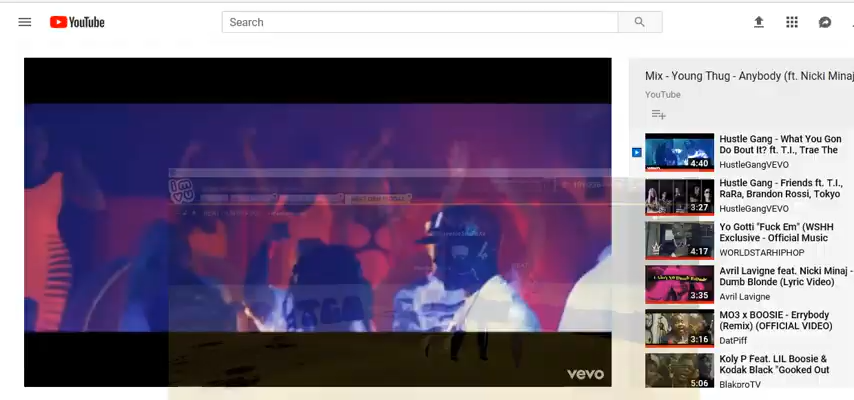 YouTube
Search
Mix - Young Thug - Anybody (ft. Nicki Minaj
YouTube
Hustle Gang - What You Gon
Do Bout It? ft. T.I., Trae The
HustleGangVEVO
4:40
Hustle Gang - Friends ft. T.I.,
RaRa, Brandon Rossi, Tokyo
HustleGangVEVO
3:27
Yo Gotti "Fuck Em" (WSHH
Exclusive - Official Music
WORLDSTARHIPHOP
4:17
Avril Lavigne feat. Nicki Minaj -
Dumb Blonde (Lyric Video)
Avril Lavigne
3:35
MO3 x BOOSIE - Errybody
(Remix) (OFFICIAL VIDEO)
DatPiff
3:16
Koly P Feat. LIL Boosie &
Kodak Black "Gooked Out
BlakproTV
5:06
vevo